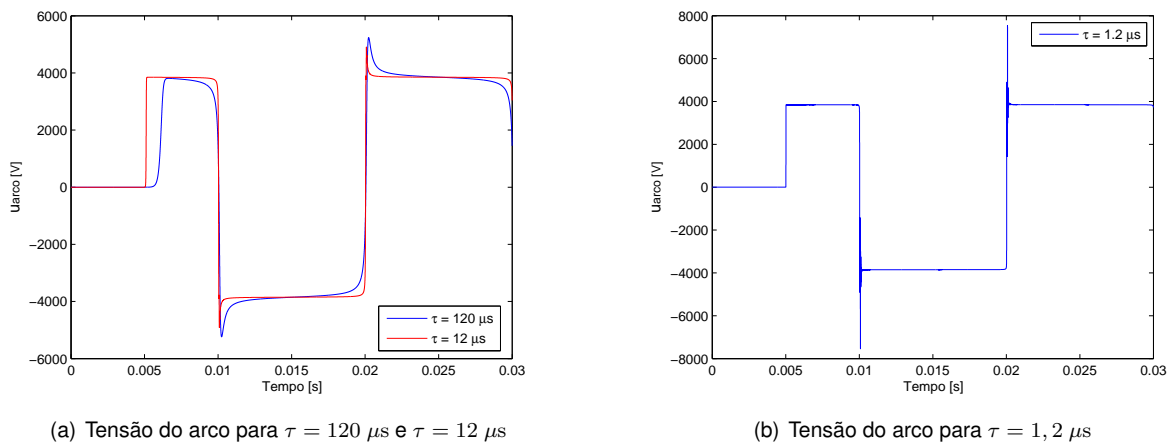 6000
4000
2000
0
−2000
−4000
−6000
uarco [V]
0 0.005 0.01 0.015 0.02 0.025 0.03
Tempo [s]
τ = 120 μs
τ = 12 μs
(a) Tensão do arco para τ = 120 μs e τ = 12 μs
8000
6000
4000
2000
0
−2000
−4000
−6000
−8000
uarco [V]
0 0.005 0.01 0.015 0.02 0.025 0.03
Tempo [s]
τ = 1.2 μs
(b) Tensão do arco para τ = 1, 2 μs